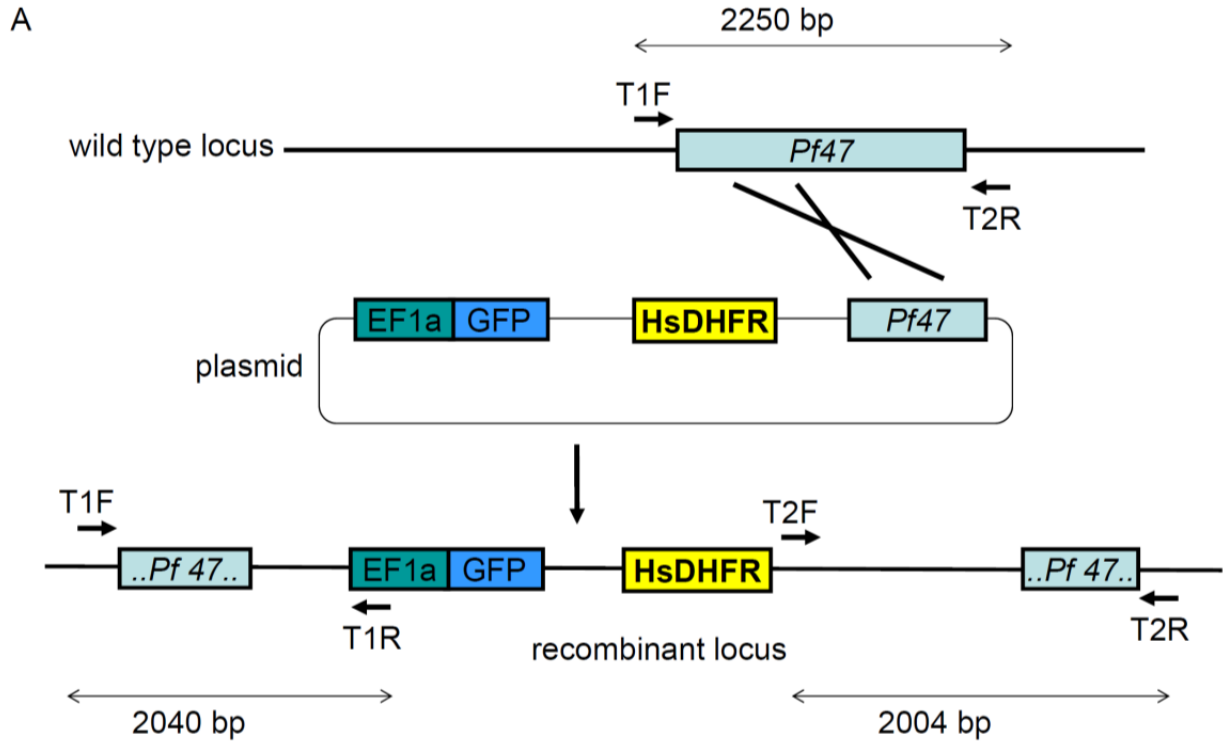 A
2250 bp
T1F
wild type locus
Pf47
T2R
EF1a GFP HsDHFR Pf47
plasmid
T1F
T2F
..Pf 47.. EF1a GFP HsDHFR ..Pf 47..
T1R
T2R
recombinant locus
2040 bp
2004 bp